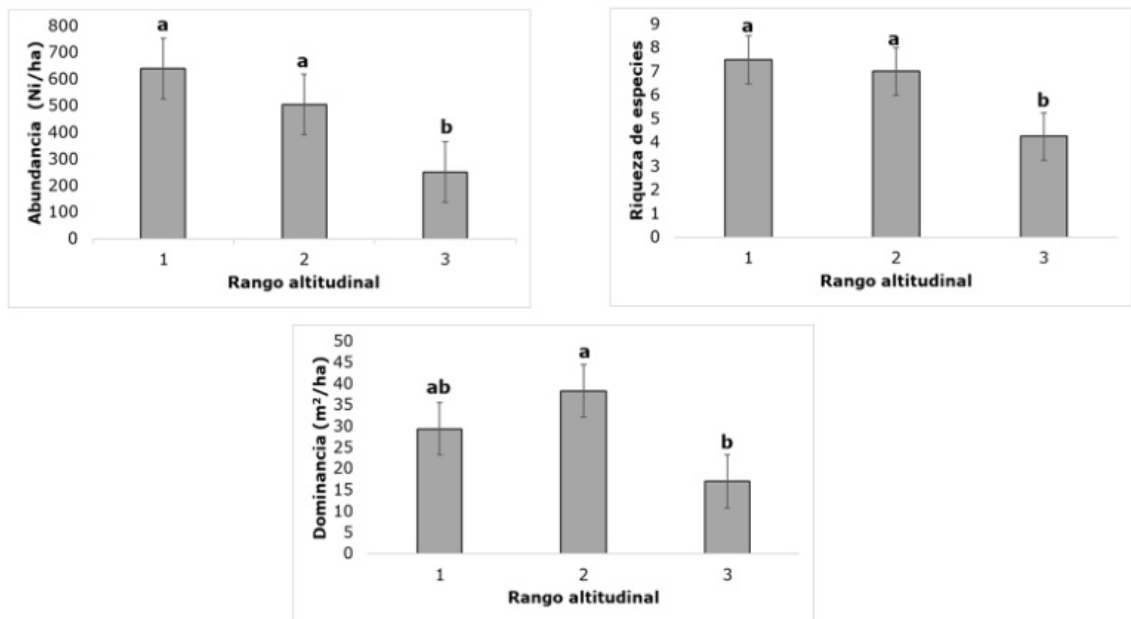 800
700
600
500
400
300
200
100
0
Abundancia (Ni/ha)
a
a
b
1 2 3
Rango altitudinal
9
8
7
6
5
4
3
2
1
0
Riqueza de especies
a
a
b
1 2 3
Rango altitudinal
50
45
40
35
30
25
20
15
10
5
0
Dominancia (m²/ha)
ab
a
b
1 2 3
Rango altitudinal